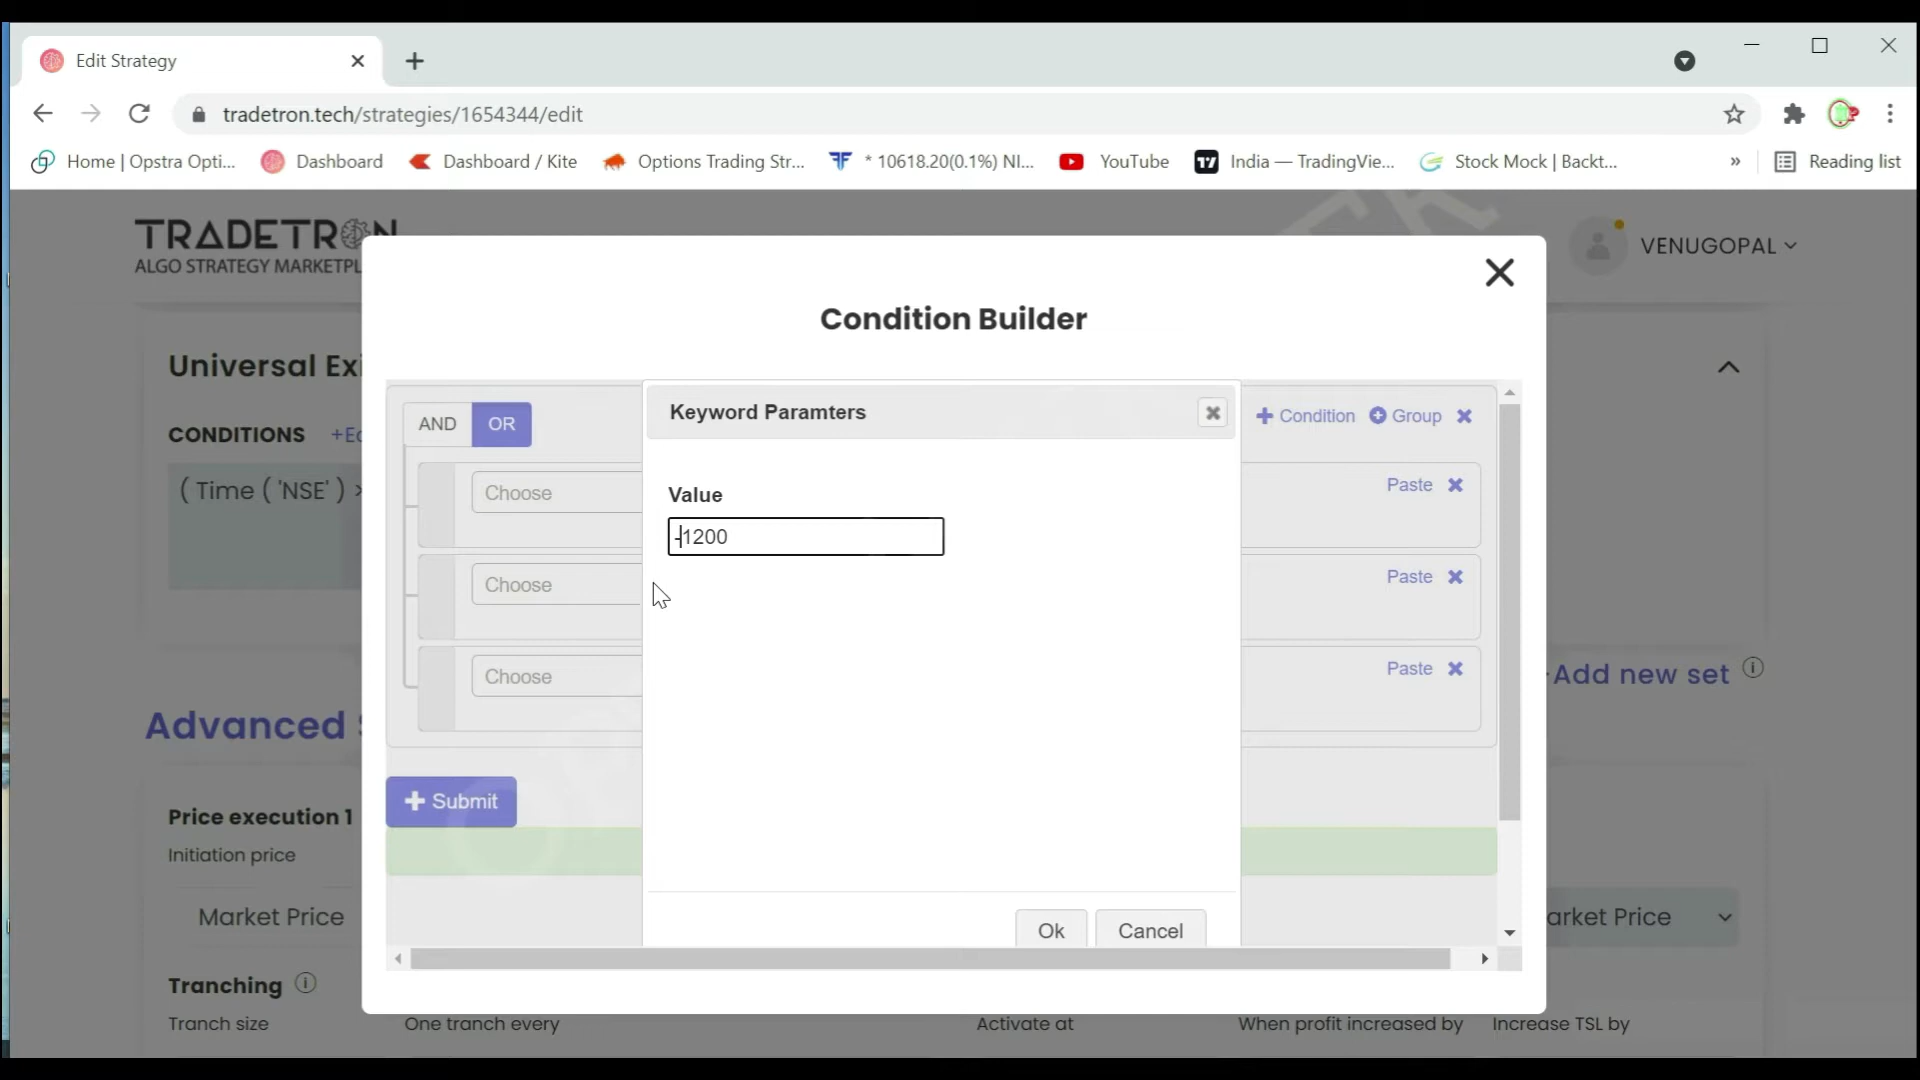 Edit Strategy
tradetron.tech/strategies/1654344/edit
Home | Opstra Opti... Dashboard Dashboard / Kite Options Trading Str... * 10618.20(0.1%) NI... YouTube India — TradingVie... Stock Mock | Backt... » Reading list
TRADETRON
ALGO STRATEGY MARKETPL
VENUGOPAL
Condition Builder
Universal Exi
CONDITIONS +Ed
( Time ( 'NSE' ) >
AND OR
Keyword Paramters
Condition Group
Value
-1200
Choose Paste
Choose Paste
Choose Paste
Add new set
Advanced S
Submit
Price execution 1
Initiation price
Market Price
arket Price
Ok Cancel
Tranching
Tranch size One tranch every Activate at When profit increased by Increase TSL by